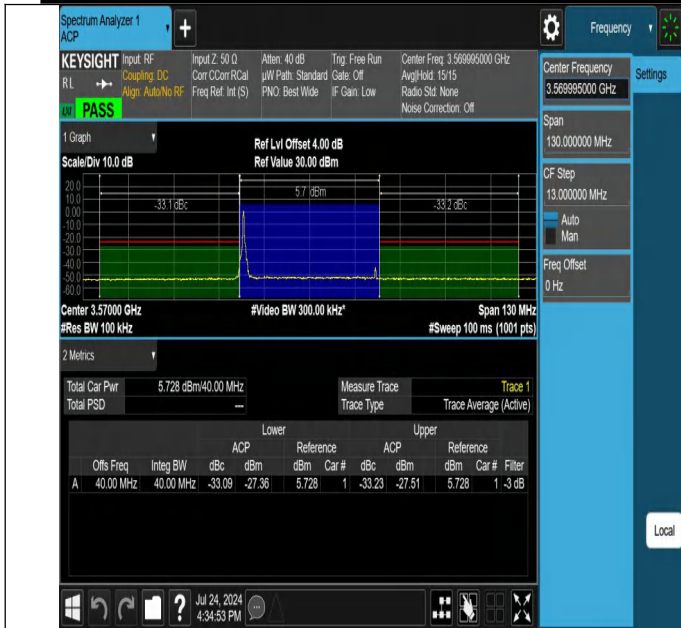 Spectrum Analyzer 1
ACP
Frequency
KEYSIGHT
RL
PASS
Input: RF
Coupling: DC
Align: Auto/No RF
Input Z: 50 Ω
Corr CCorr RCal
Freq Ref: Int (S)
Atten: 40 dB
µW Path: Standard
PNO: Best Wide
Trig: Free Run
Gate: Off
IF Gain: Low
Center Freq: 3.569995000 GHz
Avg|Hold: 15/15
Radio Std: None
Noise Correction: Off
Center Frequency
3.569995000 GHz
Settings
Span
130.000000 MHz
CF Step
13.000000 MHz
Auto
Man
Freq Offset
0 Hz
Local
1 Graph
Scale/Div 10.0 dB
Ref Lvl Offset 4.00 dB
Ref Value 30.00 dBm
20.0
10.0
0.00
-10.0
-20.0
-30.0
-40.0
-50.0
-60.0
-33.1 dBc
5.7 dBm
-33.2 dBc
Center 3.57000 GHz
#Video BW 300.00 kHz*
Span 130 MHz
#Res BW 100 kHz
#Sweep 100 ms (1001 pts)
2 Metrics
Total Car Pwr 5.728 dBm/40.00 MHz
Total PSD ---
Measure Trace Trace 1
Trace Type Trace Average (Active)
Lower Upper
ACP Reference ACP Reference
Offs Freq Integ BW dBc dBm dBm Car # dBc dBm dBm Car # Filter
A 40.00 MHz 40.00 MHz -33.09 -27.36 5.728 1 -33.23 -27.51 5.728 1 -3 dB
Jul 24, 2024
4:34:53 PM